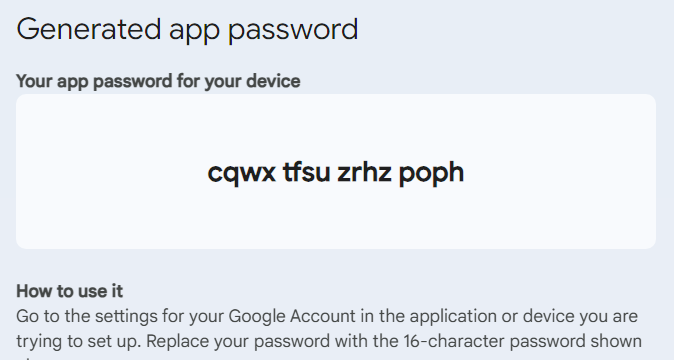 Generated app password
Your app password for your device
cqwx tfsu zrhz poph
How to use it
Go to the settings for your Google Account in the application or device you are
trying to set up. Replace your password with the 16-character password shown